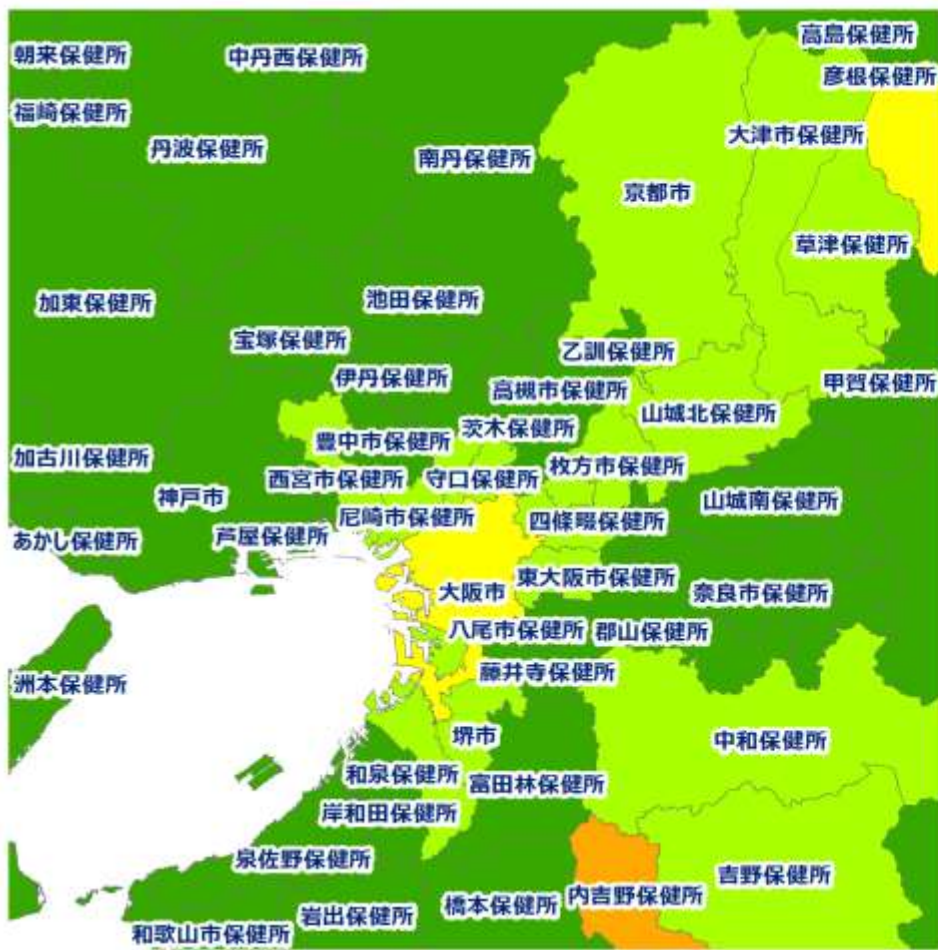 高島保健所
朝来保健所
中丹西保健所
彦根保健所
福崎保健所
大津市保健所
丹波保健所
南丹保健所
京都市
草津保健所
加東保健所
池田保健所
宝塚保健所
乙訓保健所
伊丹保健所
甲賀保健所
高槻市保健所
山城北保健所
茨木保健所
豊中市保健所
加古川保健所
枚方市保健所
西宮市保健所
守口保健所
神戸市
山城南保健所
尼崎市保健所
四條畷保健所
芦屋保健所
あかし保健所
東大阪市保健所
大阪市
奈良市保健所
八尾市保健所
郡山保健所
藤井寺保健所
洲本保健所
堺市
中和保健所
和泉保健所
富田林保健所
岸和田保健所
泉佐野保健所
吉野保健所
内吉野保健所
橋本保健所
岩出保健所
和歌山市保健所